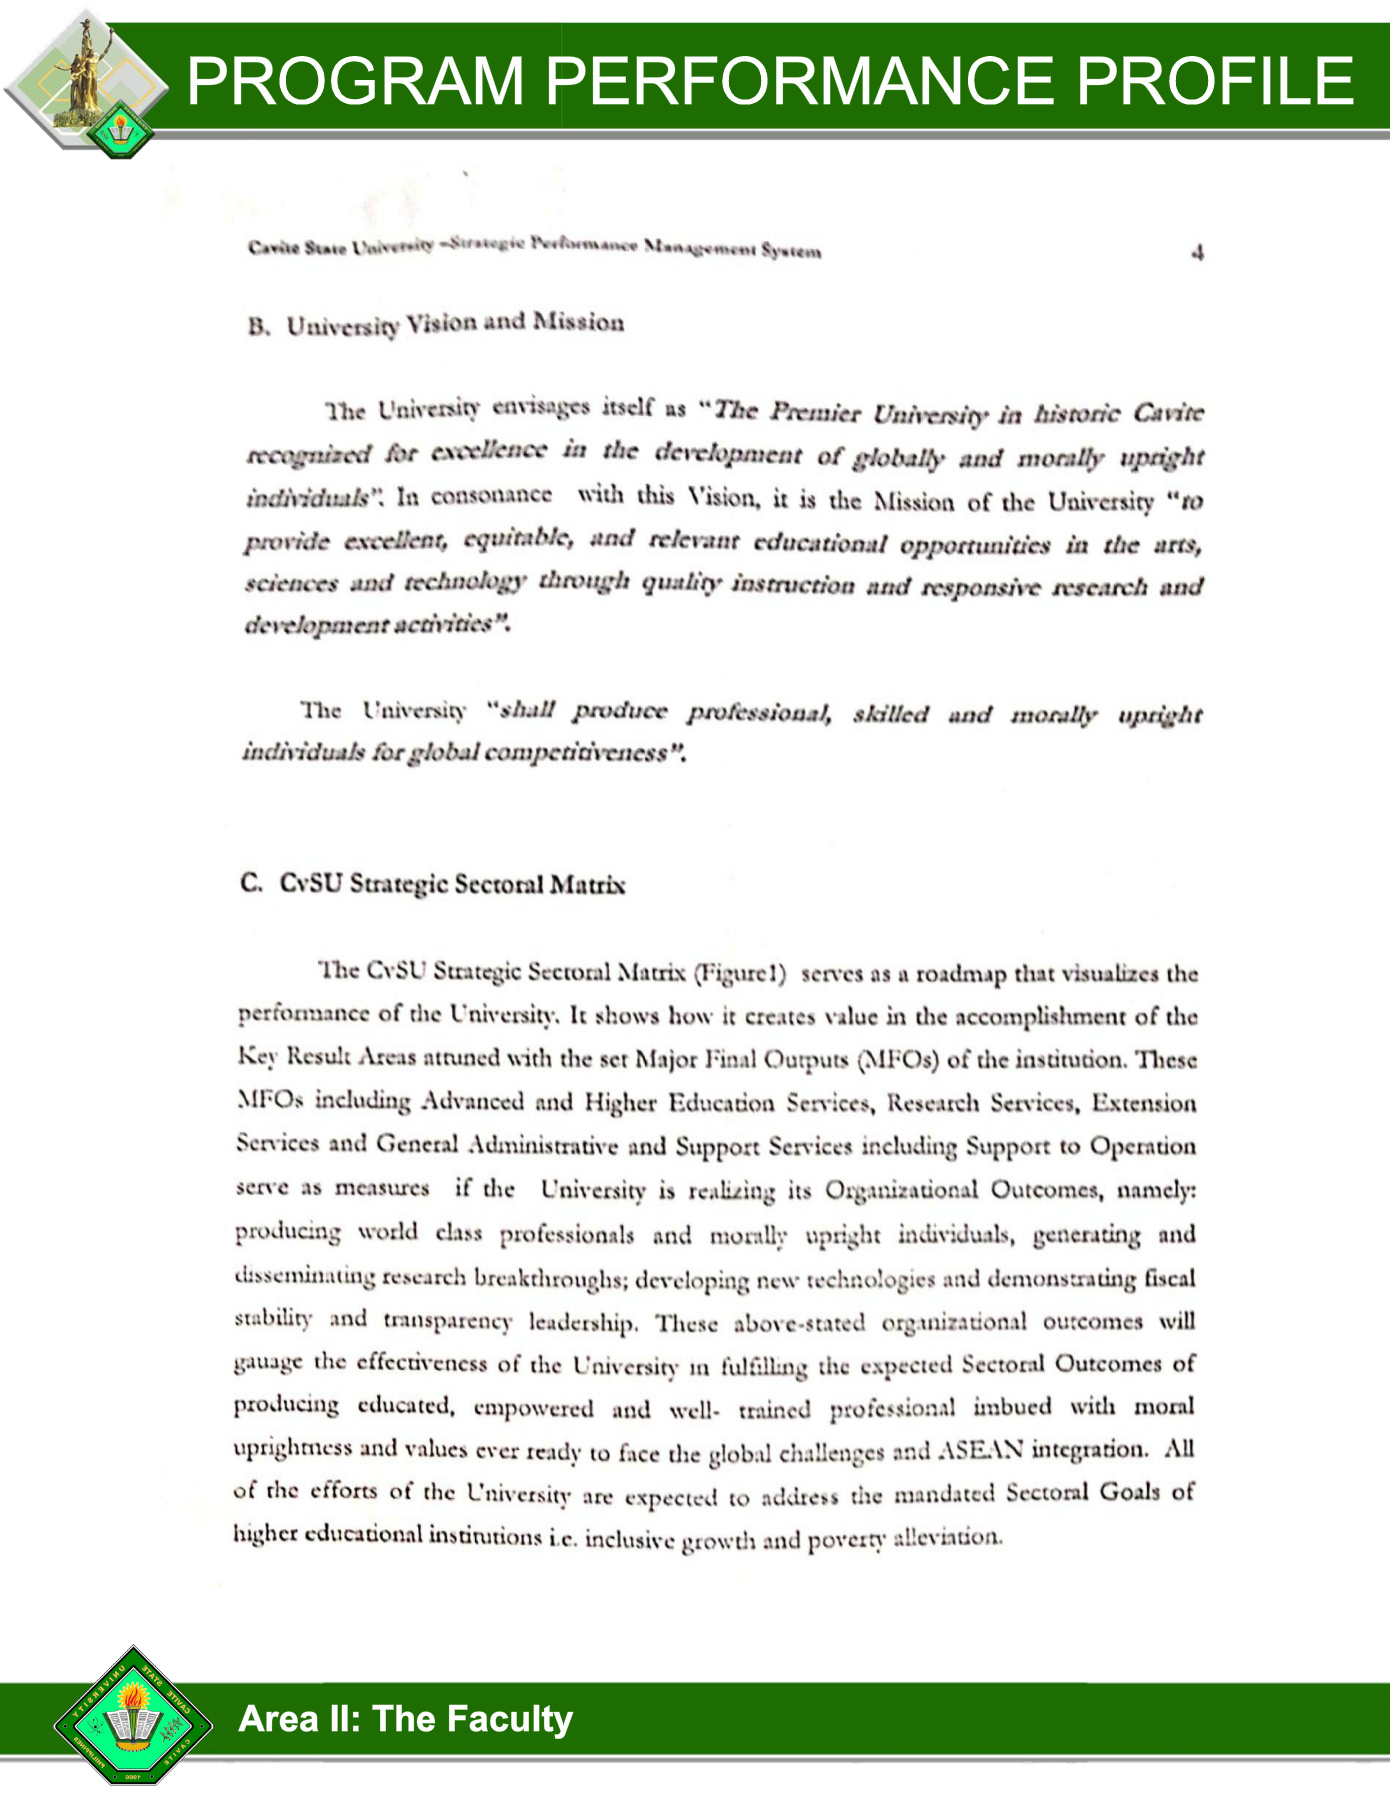 PROGRAM PERFORMANCE PROFILE
Cavite State University –Strategic Performance Management System 4
B. University Vision and Mission
The University envisages itself as “The Premier University in historic Cavite
recognized for excellence in the development of globally and morally upright
individuals”. In consonance with this Vision, it is the Mission of the University “to
provide excellent, equitable, and relevant educational opportunities in the arts,
sciences and technology through quality instruction and responsive research and
development activities”.
The University “shall produce professional, skilled and morally upright
individuals for global competitiveness”.
C. CvSU Strategic Sectoral Matrix
The CvSU Strategic Sectoral Matrix (Figure1) serves as a roadmap that visualizes the
performance of the University. It shows how it creates value in the accomplishment of the
Key Result Areas attuned with the set Major Final Outputs (MFOs) of the institution. These
MFOs including Advanced and Higher Education Services, Research Services, Extension
Services and General Administrative and Support Services including Support to Operation
serve as measures if the University is realizing its Organizational Outcomes, namely:
producing world class professionals and morally upright individuals, generating and
disseminating research breakthroughs; developing new technologies and demonstrating fiscal
stability and transparency leadership. These above-stated organizational outcomes will
gauage the effectiveness of the University in fulfilling the expected Sectoral Outcomes of
producing educated, empowered and well- trained professional imbued with moral
uprightness and values ever ready to face the global challenges and ASEAN integration. All
of the efforts of the University are expected to address the mandated Sectoral Goals of
higher educational institutions i.e. inclusive growth and poverty alleviation.
CAVITE STATE UNIVERSITY
CAVITE PHILIPPINES
1906
Area II: The Faculty